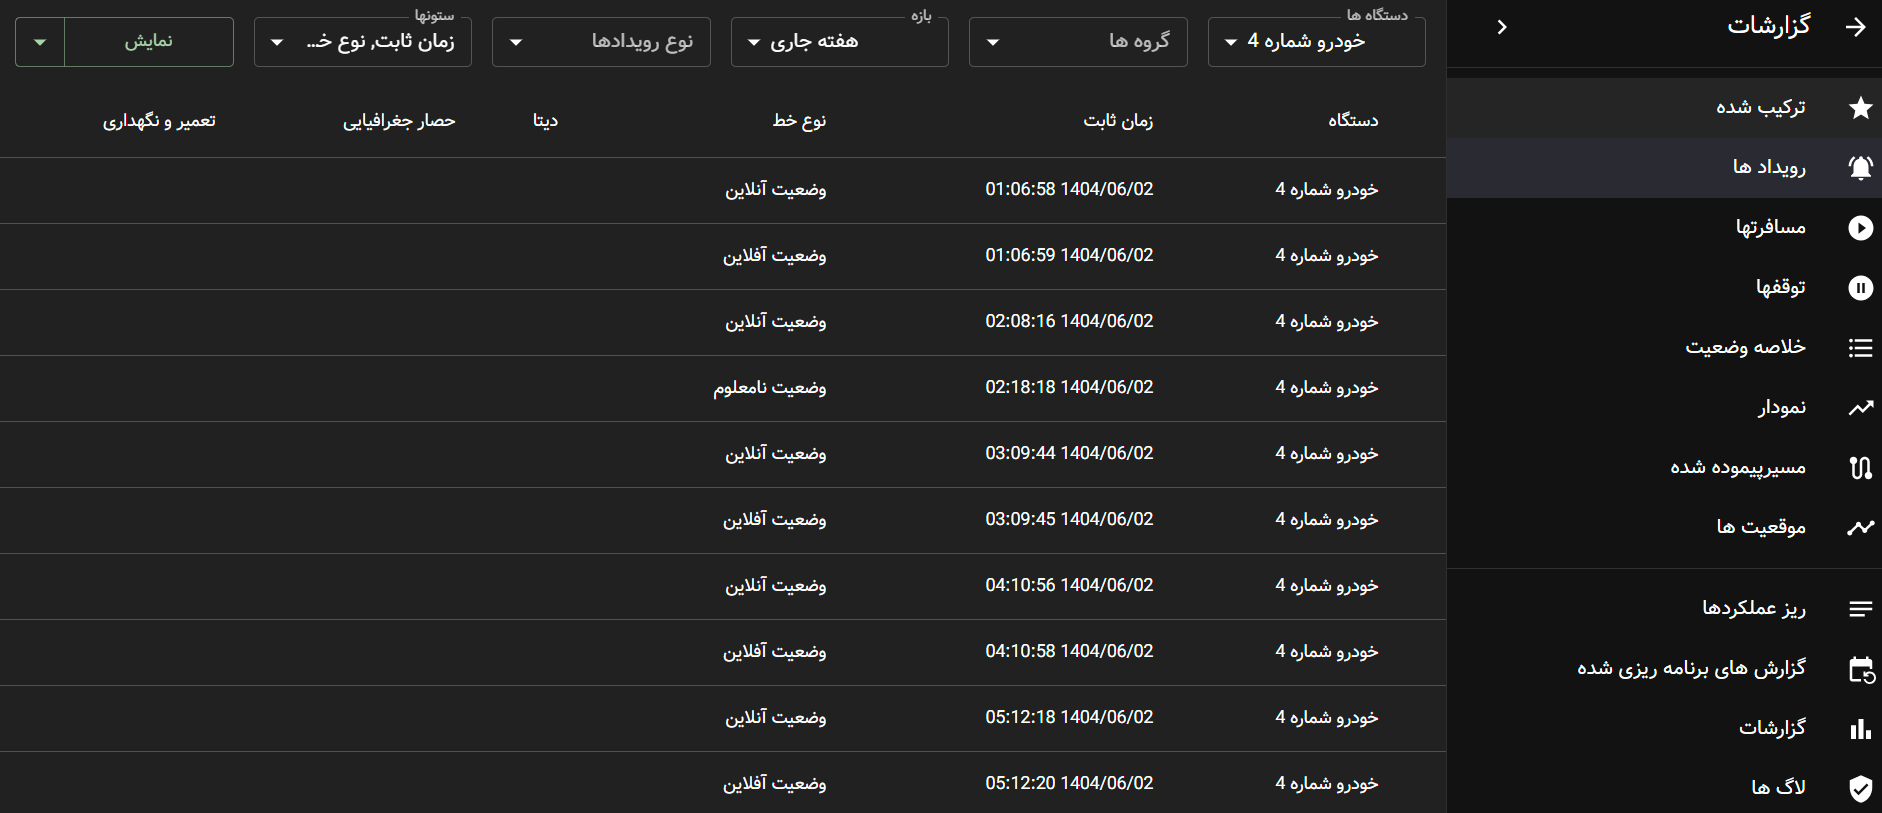 گزارشات
ترکیب شده
رویداد ها
مسافرتها
توقفها
خلاصه وضعیت
نمودار
مسیرپیموده شده
موقعیت ها
ریز عملکردها
گزارش های برنامه ریزی شده
گزارشات
لاگ ها
دستگاه ها
خودرو شماره 4
گروه ها
بازه
هفته جاری
نوع رویدادها
ستونها
زمان ثابت, نوع خ...
نمایش
دستگاه زمان ثابت نوع خط دیتا حصار جغرافیایی تعمیر و نگهداری
خودرو شماره 4 1404/06/02 01:06:58 وضعیت آنلاین
خودرو شماره 4 1404/06/02 01:06:59 وضعیت آفلاین
خودرو شماره 4 1404/06/02 02:08:16 وضعیت آنلاین
خودرو شماره 4 1404/06/02 02:18:18 وضعیت نامعلوم
خودرو شماره 4 1404/06/02 03:09:44 وضعیت آنلاین
خودرو شماره 4 1404/06/02 03:09:45 وضعیت آفلاین
خودرو شماره 4 1404/06/02 04:10:56 وضعیت آنلاین
خودرو شماره 4 1404/06/02 04:10:58 وضعیت آفلاین
خودرو شماره 4 1404/06/02 05:12:18 وضعیت آنلاین
خودرو شماره 4 1404/06/02 05:12:20 وضعیت آفلاین